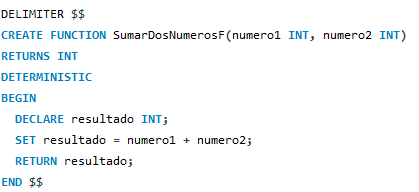 DELIMITER $$
CREATE FUNCTION SumarDosNumerosF(numero1 INT, numero2 INT)
RETURNS INT
DETERMINISTIC
BEGIN
  DECLARE resultado INT;
  SET resultado = numero1 + numero2;
  RETURN resultado;
END $$